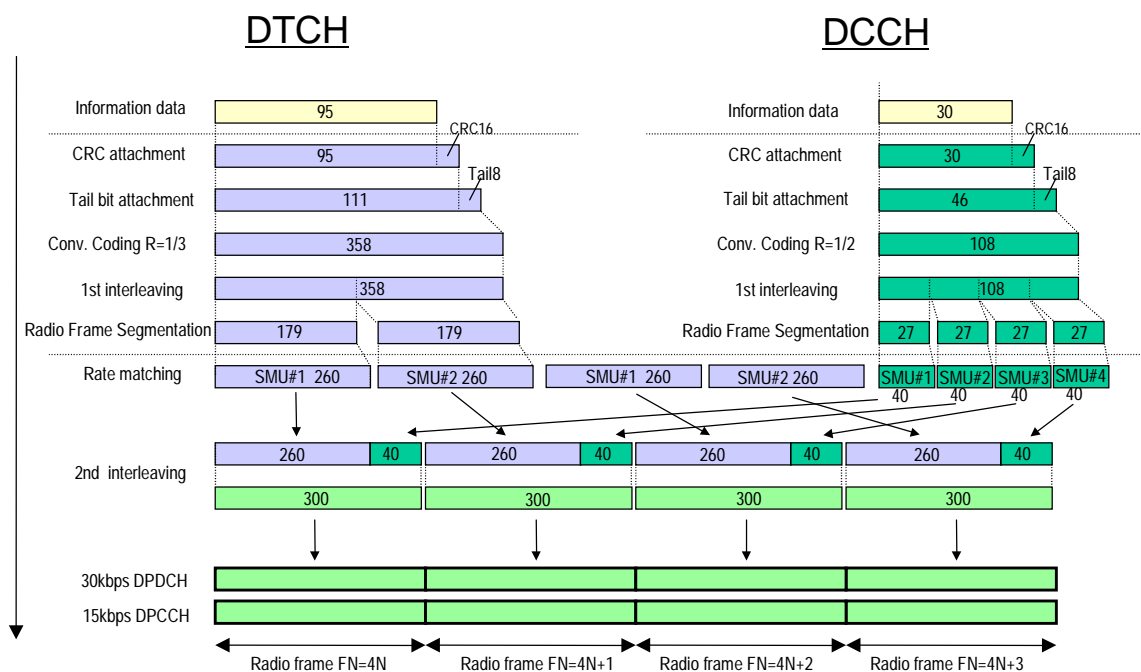 DTCH DCCH
Information data 95 Information data 30
CRC16 CRC16
CRC attachment 95 CRC attachment 30
Tail8 Tail8
Tail bit attachment 111 Tail bit attachment 46
Conv. Coding R=1/3 358 Conv. Coding R=1/2 108
1st interleaving 358 1st interleaving 108
Radio Frame Segmentation 179 179 Radio Frame Segmentation 27 27 27 27
Rate matching SMU#1 260 SMU#2 260 SMU#1 260 SMU#2 260 SMU#1 SMU#2 SMU#3 SMU#4
40 40 40 40
260 40 260 40 260 40 260 40
2nd interleaving
300 300 300 300
30kbps DPDCH
15kbps DPCCH
Radio frame FN=4N Radio frame FN=4N+1 Radio frame FN=4N+2 Radio frame FN=4N+3